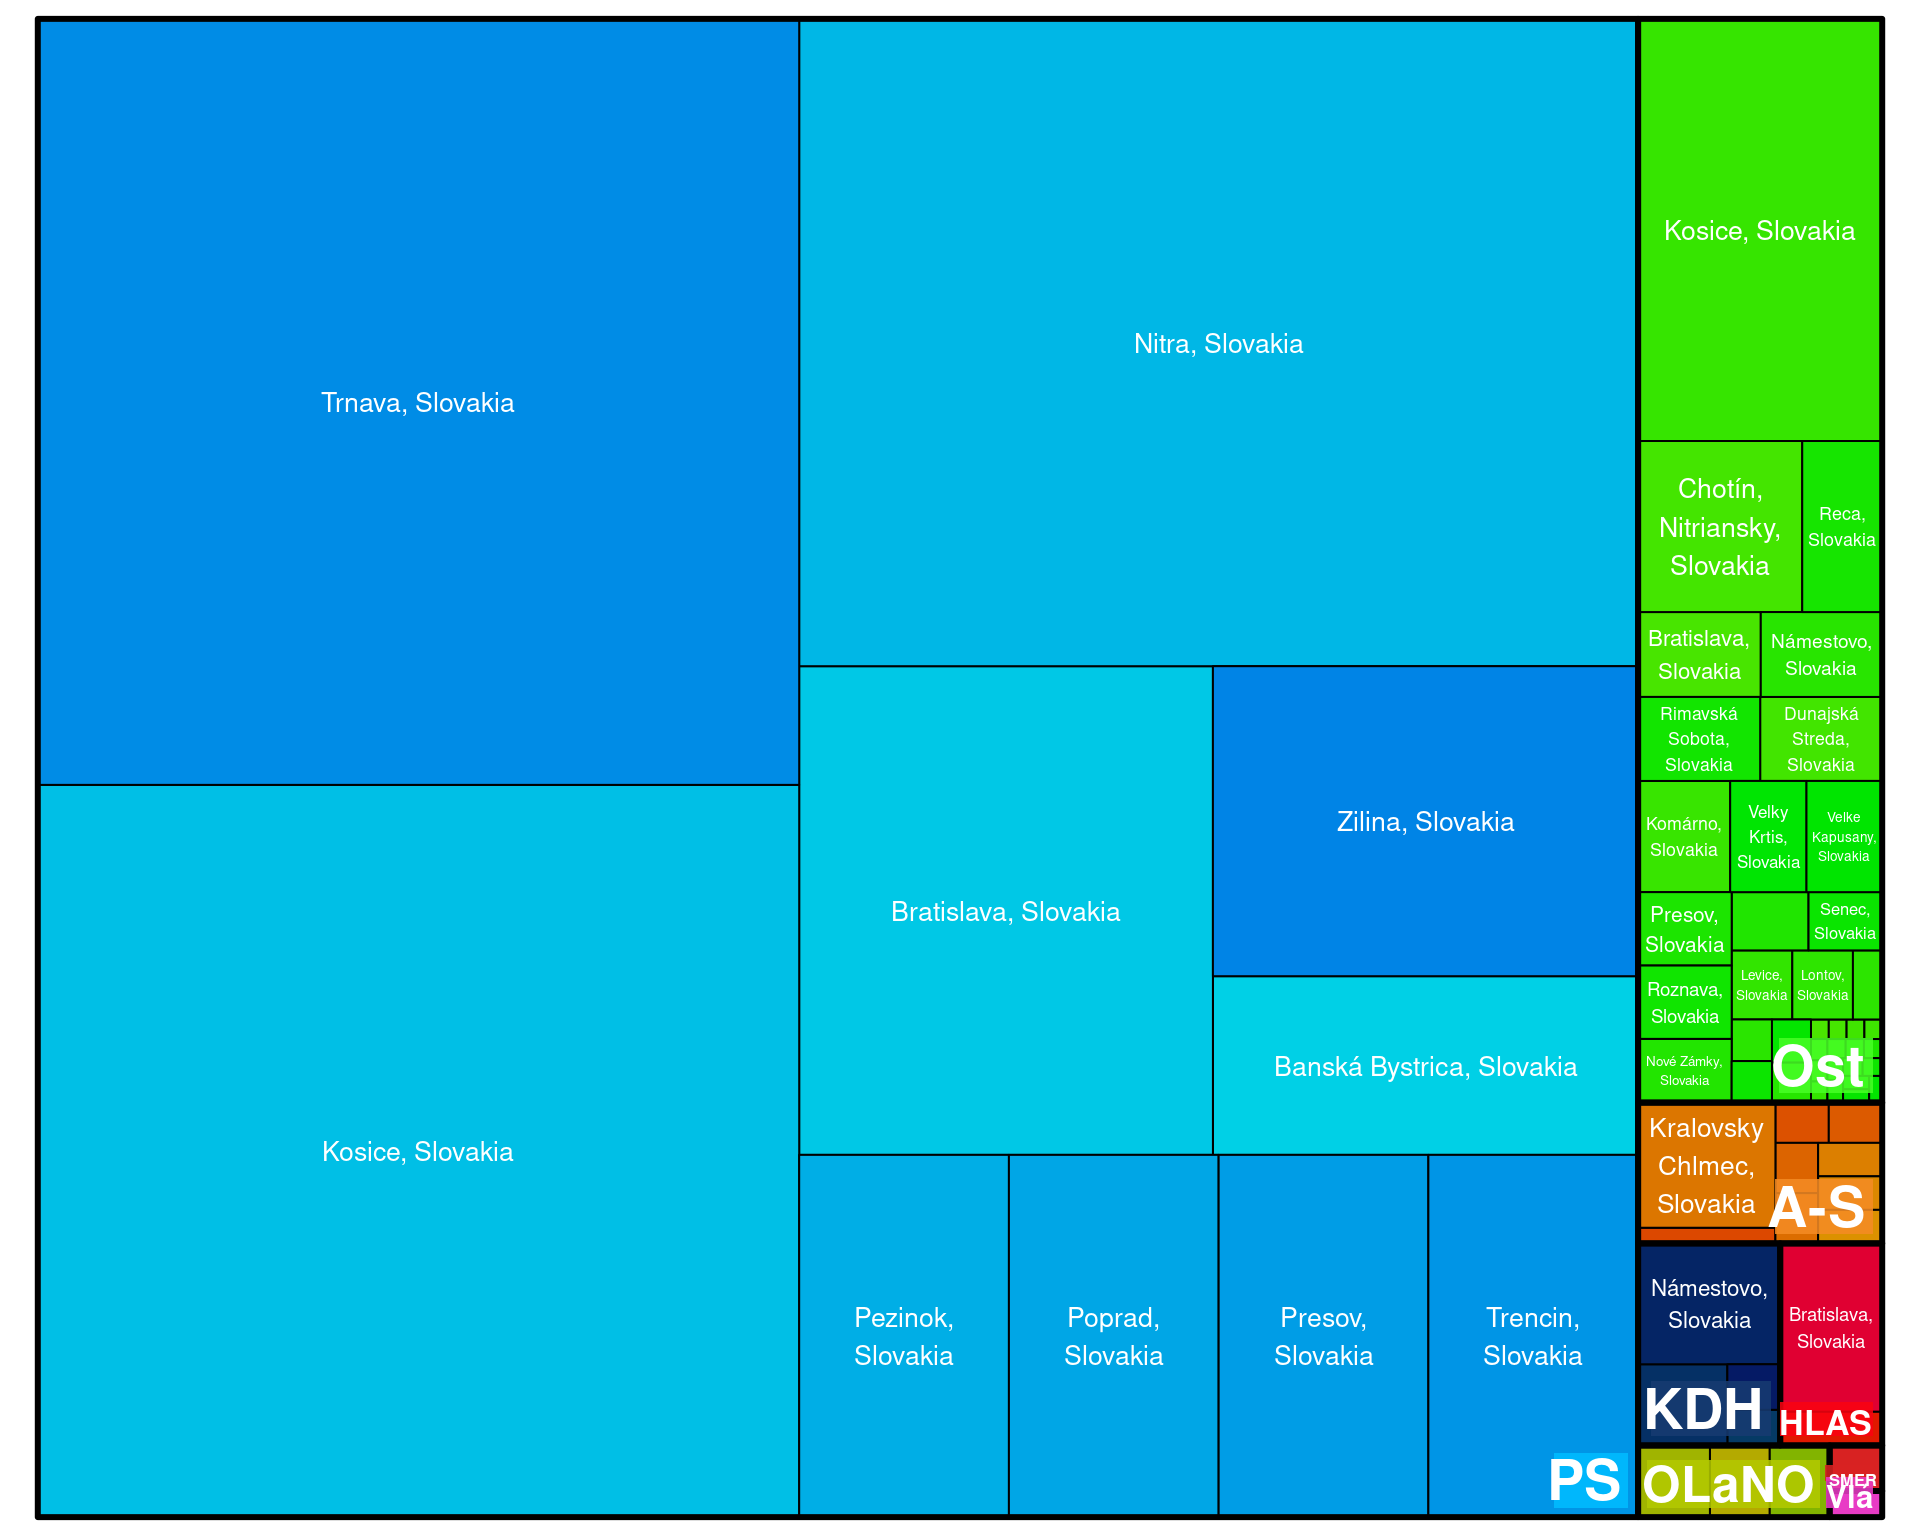 Trnava, Slovakia
Kosice, Slovakia
Nitra, Slovakia
Bratislava, Slovakia
Zilina, Slovakia
Banská Bystrica, Slovakia
Pezinok,
Slovakia
Poprad,
Slovakia
Presov,
Slovakia
Trencin,
Slovakia
PS
Kosice, Slovakia
Chotín,
Nitriansky,
Slovakia
Reca,
Slovakia
Bratislava,
Slovakia
Námestovo,
Slovakia
Rimavská
Sobota,
Slovakia
Dunajská
Streda,
Slovakia
Komárno,
Slovakia
Velky
Krtis,
Slovakia
Velke
Kapusany,
Slovakia
Presov,
Slovakia
Senec,
Slovakia
Roznava,
Slovakia
Levice,
Slovakia
Lontov,
Slovakia
Nové Zámky,
Slovakia
Ost
Kralovsky
Chlmec,
Slovakia
A-S
Námestovo,
Slovakia
KDH
Bratislava,
Slovakia
HLAS
OLaNO
SMER
Vlá